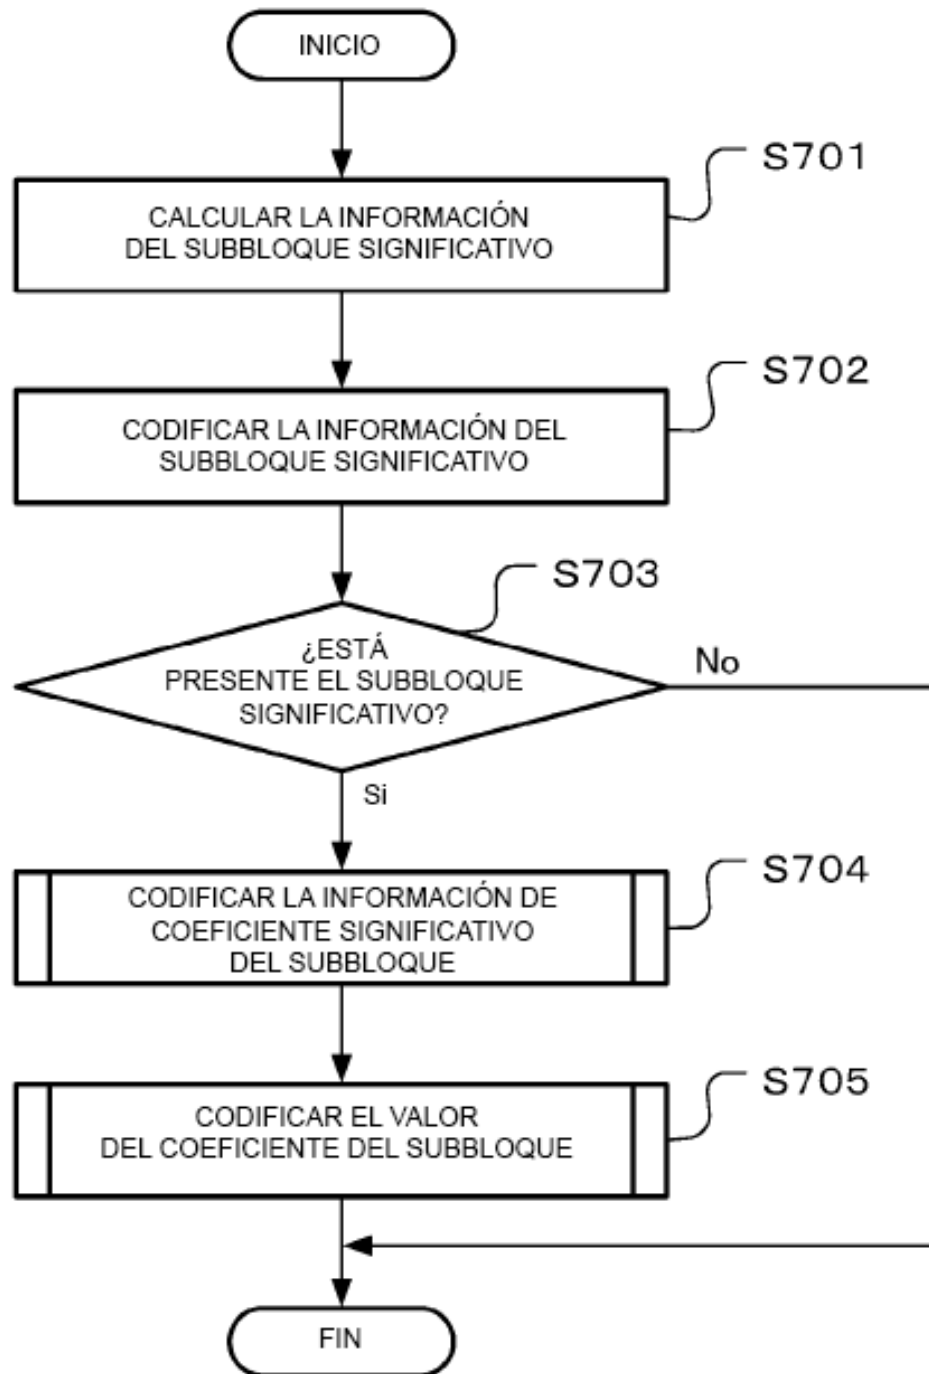 INICIO
S701
CALCULAR LA INFORMACIÓN
DEL SUBBLOQUE SIGNIFICATIVO
S702
CODIFICAR LA INFORMACIÓN DEL
SUBBLOQUE SIGNIFICATIVO
S703
¿ESTÁ
PRESENTE EL SUBBLOQUE
SIGNIFICATIVO?
No
Si
S704
CODIFICAR LA INFORMACIÓN DE
COEFICIENTE SIGNIFICATIVO
DEL SUBBLOQUE
S705
CODIFICAR EL VALOR
DEL COEFICIENTE DEL SUBBLOQUE
FIN